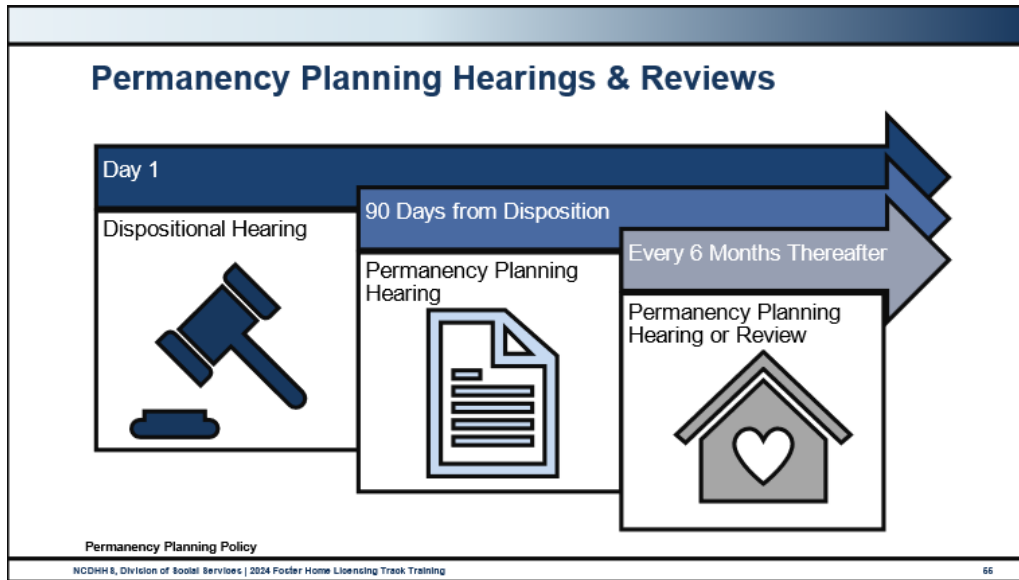 Permanency Planning Hearings & Reviews
Day 1
Dispositional Hearing
90 Days from Disposition
Permanency Planning
Hearing
Every 6 Months Thereafter
Permanency Planning
Hearing or Review
Permanency Planning Policy
NCDHHS, Division of Social Services | 2024 Foster Home Licensing Track Training
66